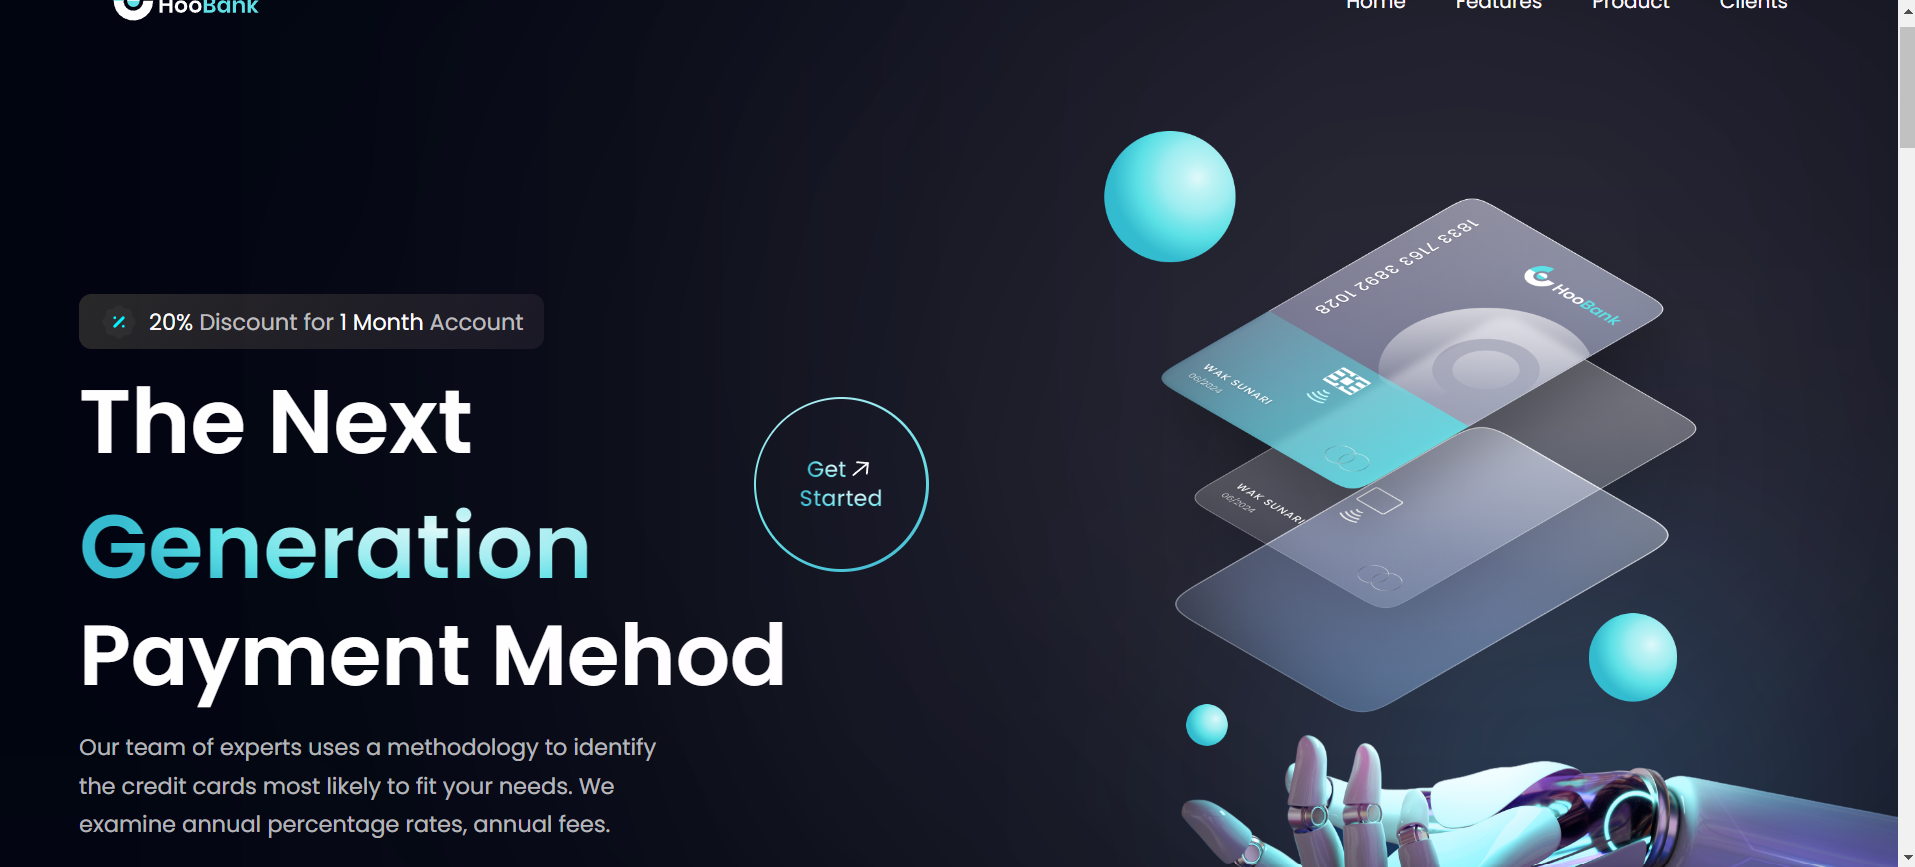 HooBank
Home Features Product Clients
20% Discount for 1 Month Account
The Next
Generation
Payment Mehod
Get
Started
Our team of experts uses a methodology to identify
the credit cards most likely to fit your needs. We
examine annual percentage rates, annual fees.
1833 7163 3892 1028
HooBank
WAK SUNARI
06/2024
WAK SUNARI
06/2024